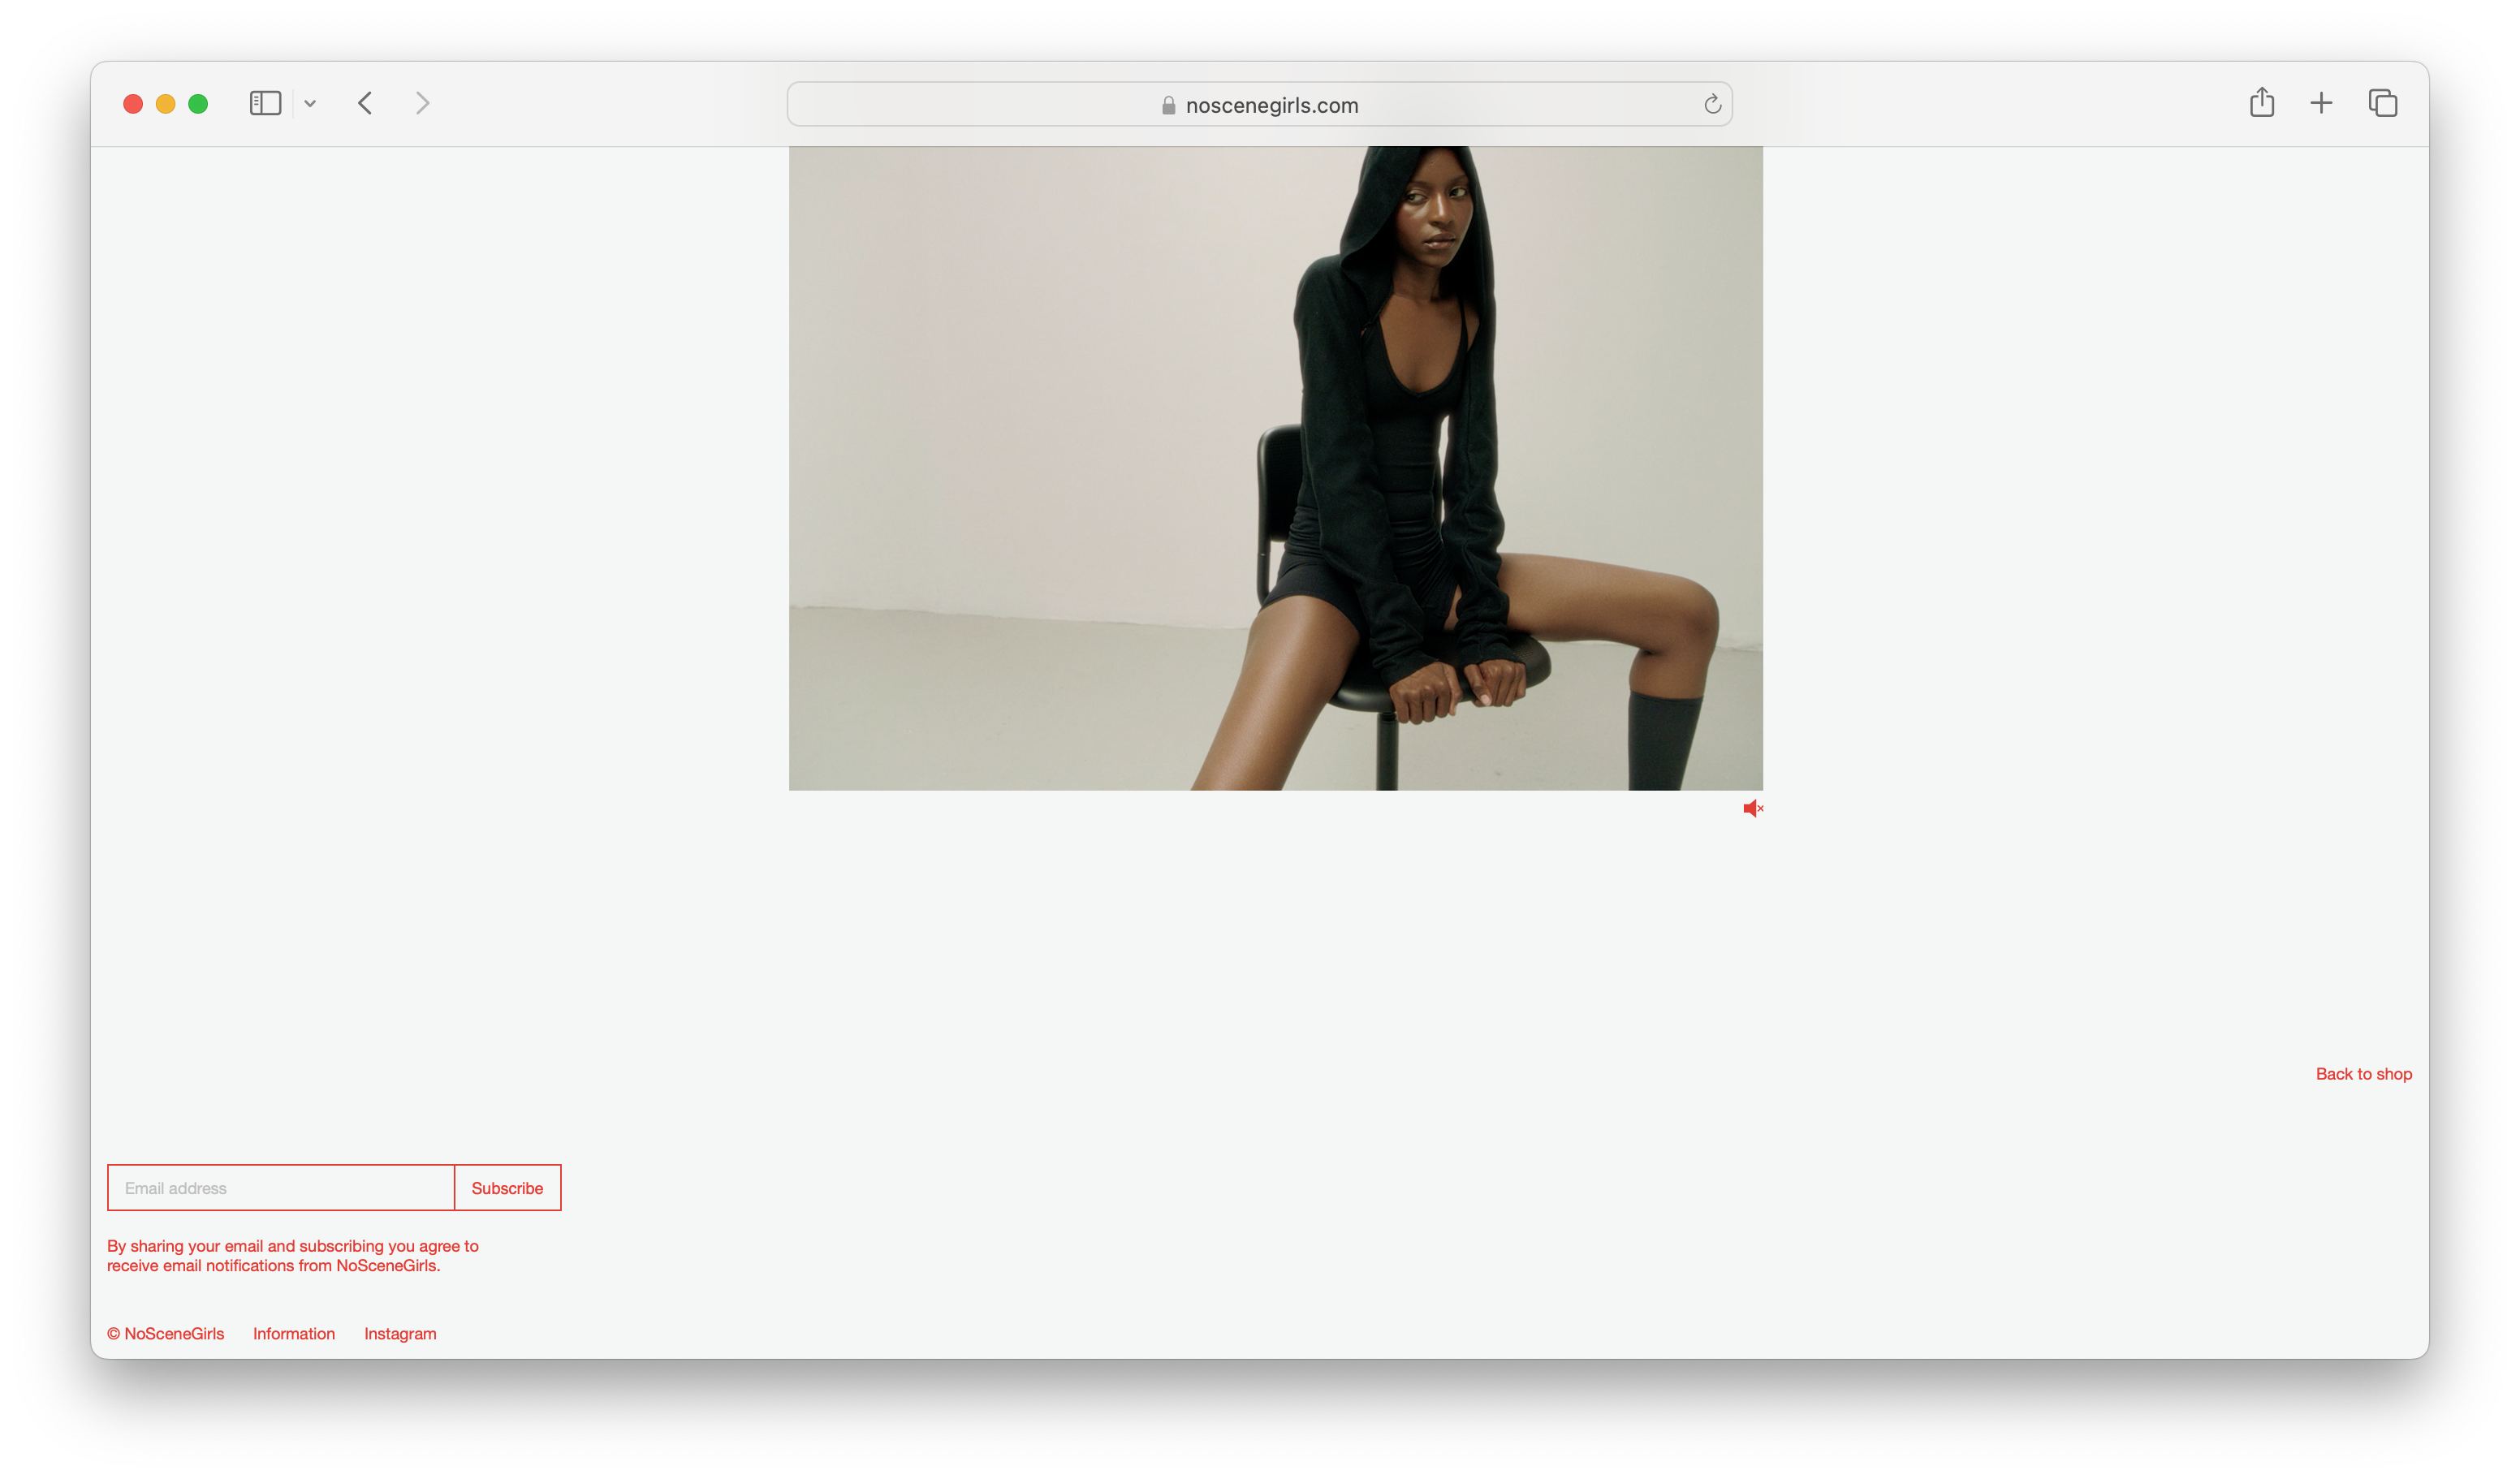 noscenegirls.com
Back to shop
Email address
Subscribe
By sharing your email and subscribing you agree to
receive email notifications from NoSceneGirls.
© NoSceneGirls
Information
Instagram